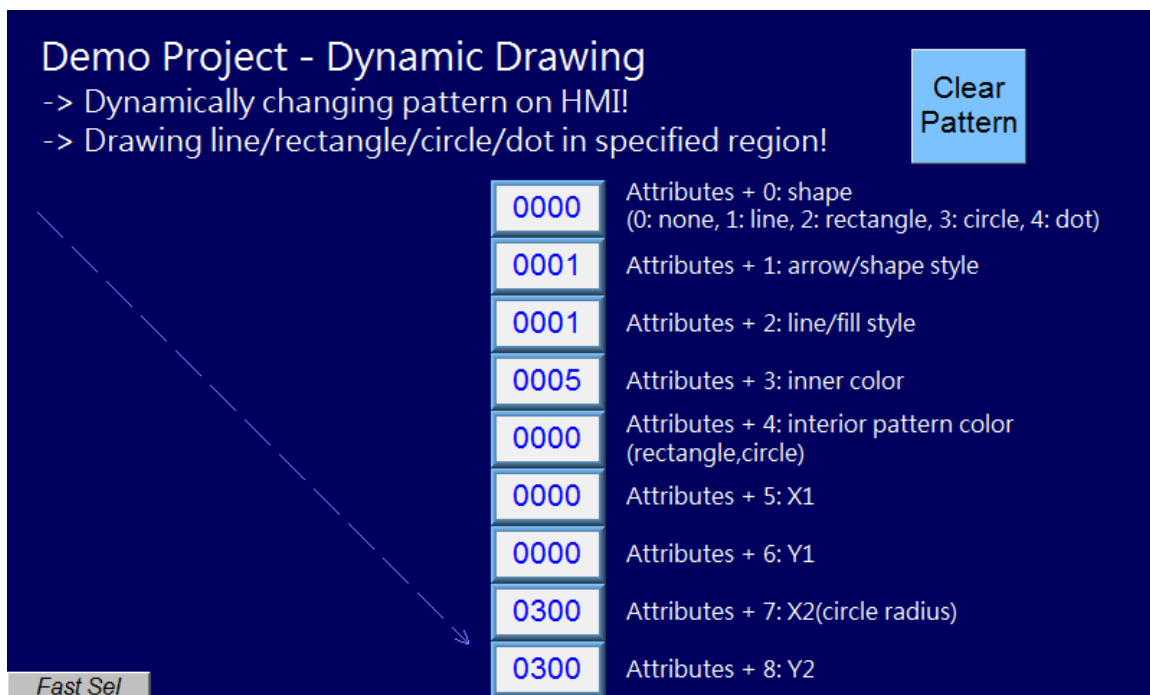 Demo Project - Dynamic Drawing
-> Dynamically changing pattern on HMI!
-> Drawing line/rectangle/circle/dot in specified region!
Clear
Pattern
0000
Attributes + 0: shape
(0: none, 1: line, 2: rectangle, 3: circle, 4: dot)
0001
Attributes + 1: arrow/shape style
0001
Attributes + 2: line/fill style
0005
Attributes + 3: inner color
0000
Attributes + 4: interior pattern color
(rectangle,circle)
0000
Attributes + 5: X1
0000
Attributes + 6: Y1
0300
Attributes + 7: X2(circle radius)
0300
Attributes + 8: Y2
Fast Sel